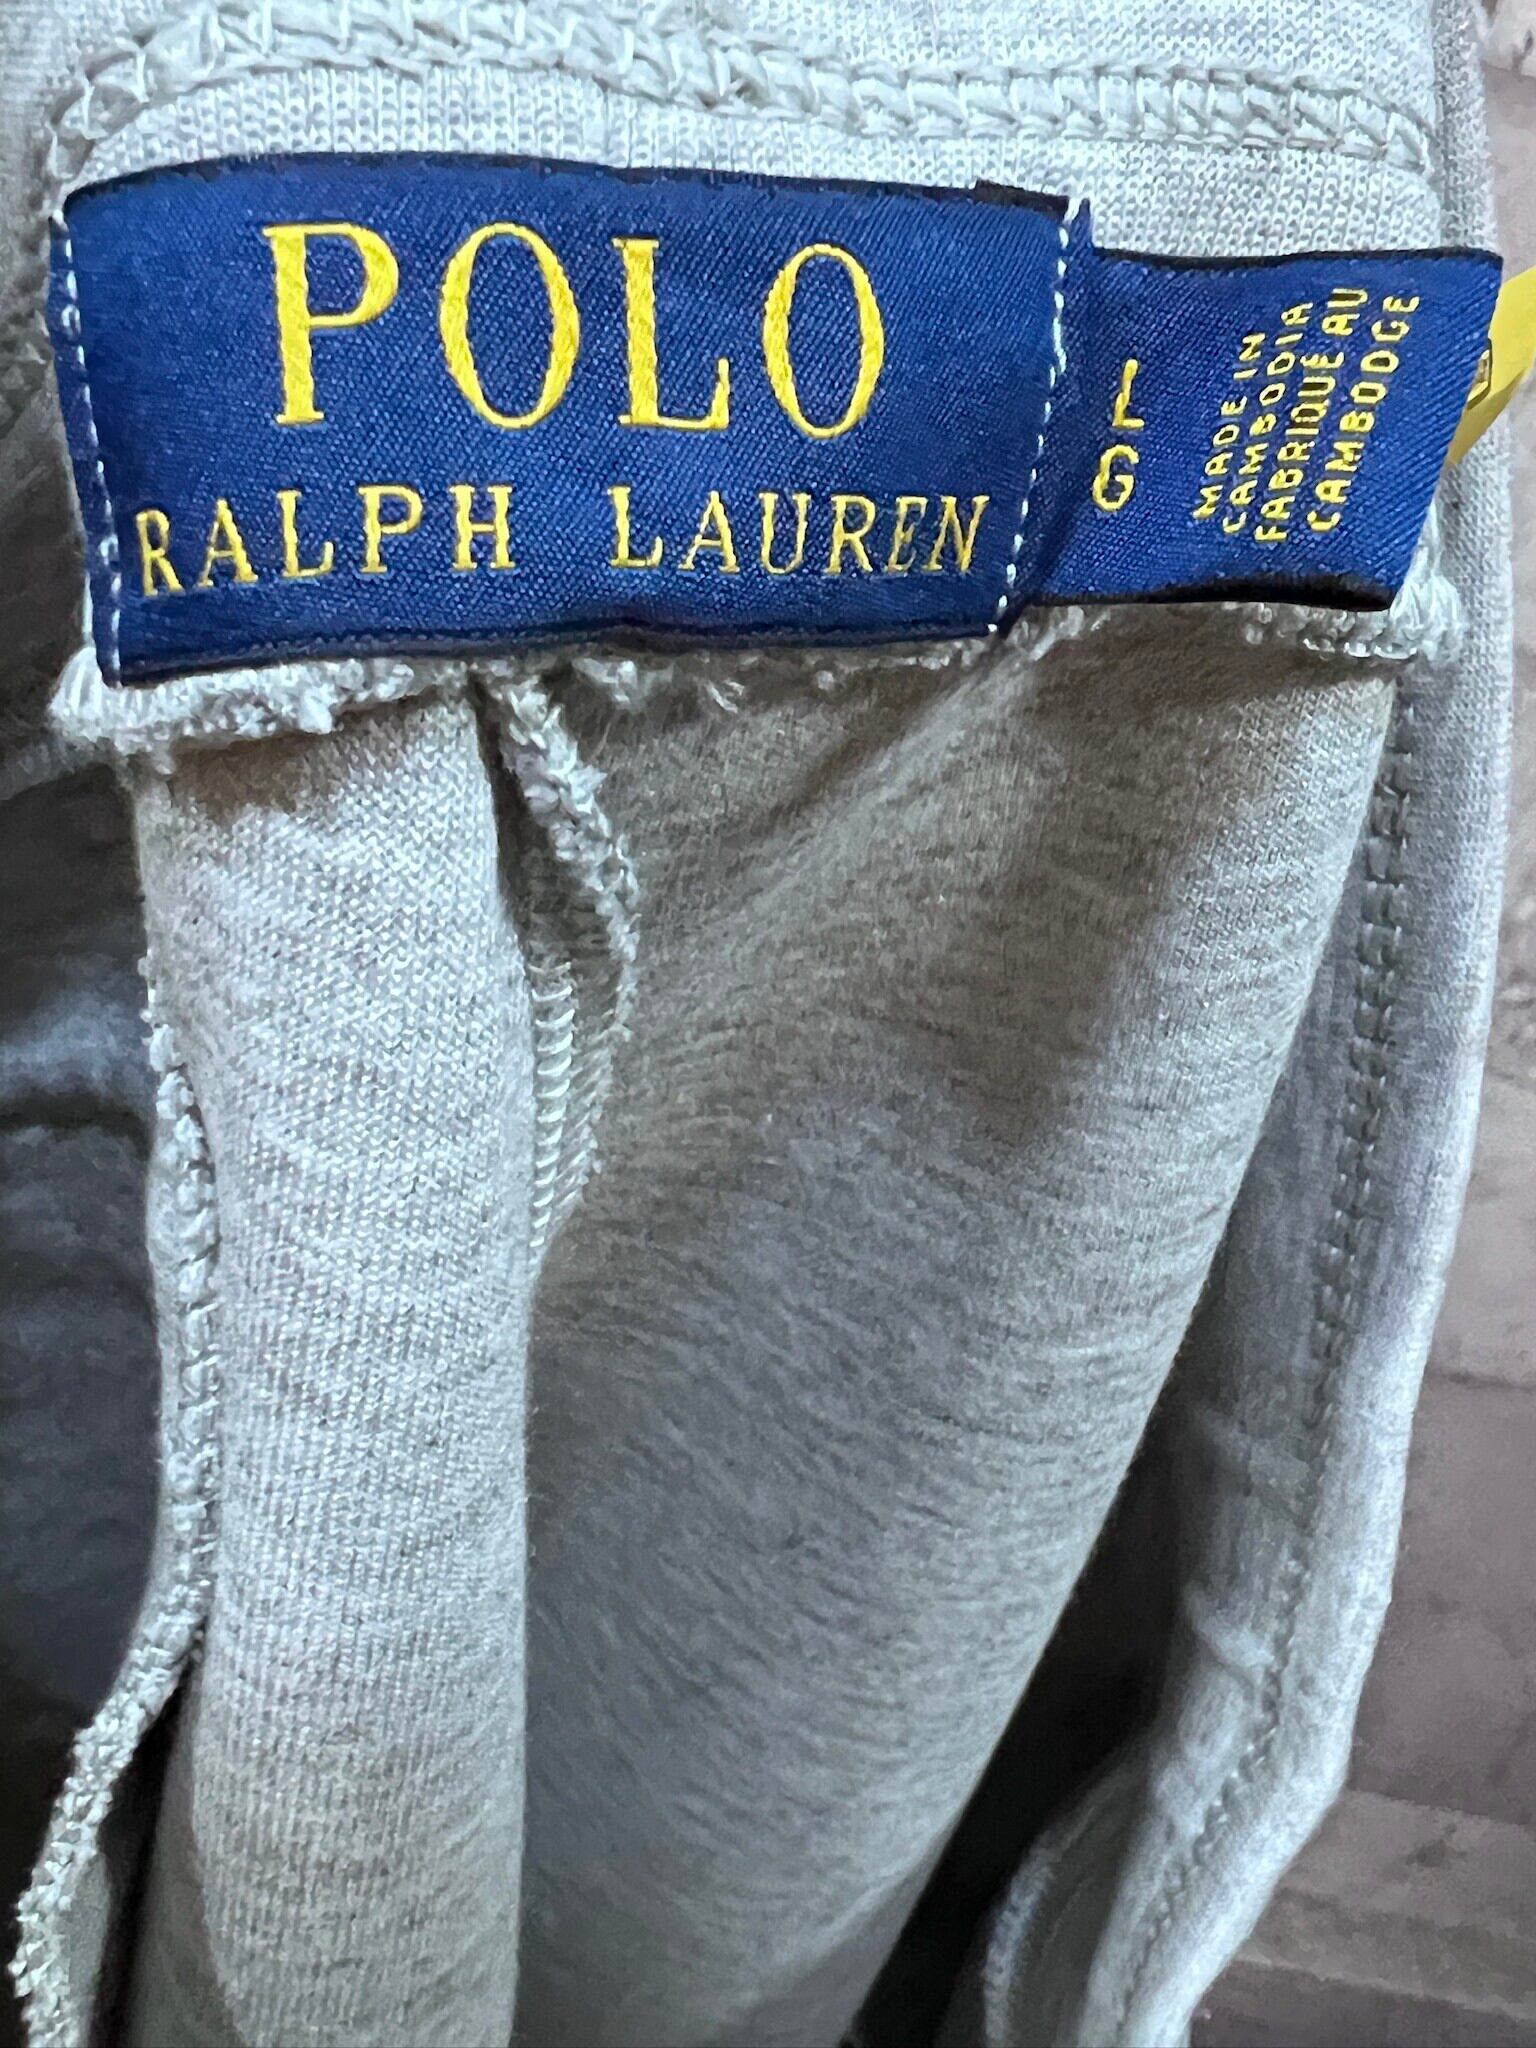 POLO
RALPH LAUREN
L
G
MADE IN
CAMBODIA
FABRIQUÉ AU
CAMBODGE